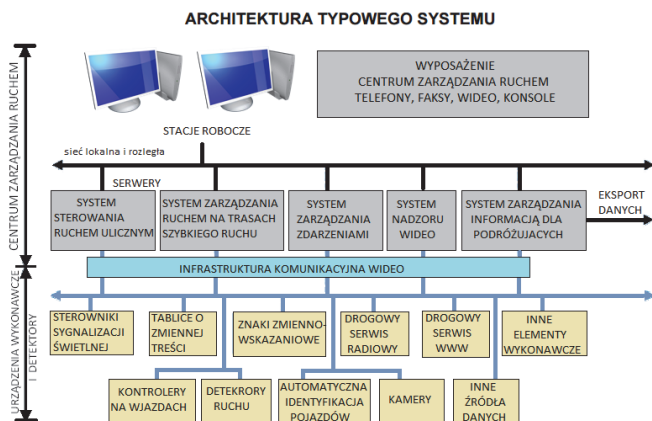 ARCHITEKTURA TYPOWEGO SYSTEMU
CENTRUM ZARZĄDZANIA RUCHEM
WYPOSAŻENIE
CENTRUM ZARZĄDZANIA RUCHEM
TELEFONY, FAKSY, WIDEO, KONSOLE
STACJE ROBOCZE
sieć lokalna i rozległa
SERWERY
SYSTEM
STEROWANIA
RUCHEM ULICZNYM
SYSTEM ZARZĄDZANIA
RUCHEM NA TRASACH
SZYBKIEGO RUCHU
SYSTEM
ZARZĄDZANIA
ZDARZENIAMI
SYSTEM
NADZORU
WIDEO
SYSTEM ZARZĄDZANIA
INFORMACJĄ DLA
PODRÓŻUJACYCH
EKSPORT
DANYCH
INFRASTRUKTURA KOMUNIKACYJNA WIDEO
URZĄDZENIA WYKONAWCZE
I DETEKTORY
STEROWNIKI
SYGNALIZACJI
ŚWIETLNEJ
TABLICE O
ZMIENNEJ
TREŚCI
ZNAKI ZMIENNO-
WSKAZANIOWE
DROGOWY
SERWIS
RADIOWY
DROGOWY
SERWIS
WWW
INNE
ELEMENTY
WYKONAWCZE
KONTROLERY
NA WJAZDACH
DETEKRORY
RUCHU
AUTOMATYCZNA
IDENTYFIKACJA
POJAZDÓW
KAMERY
INNE
ŹRÓDŁA
DANYCH